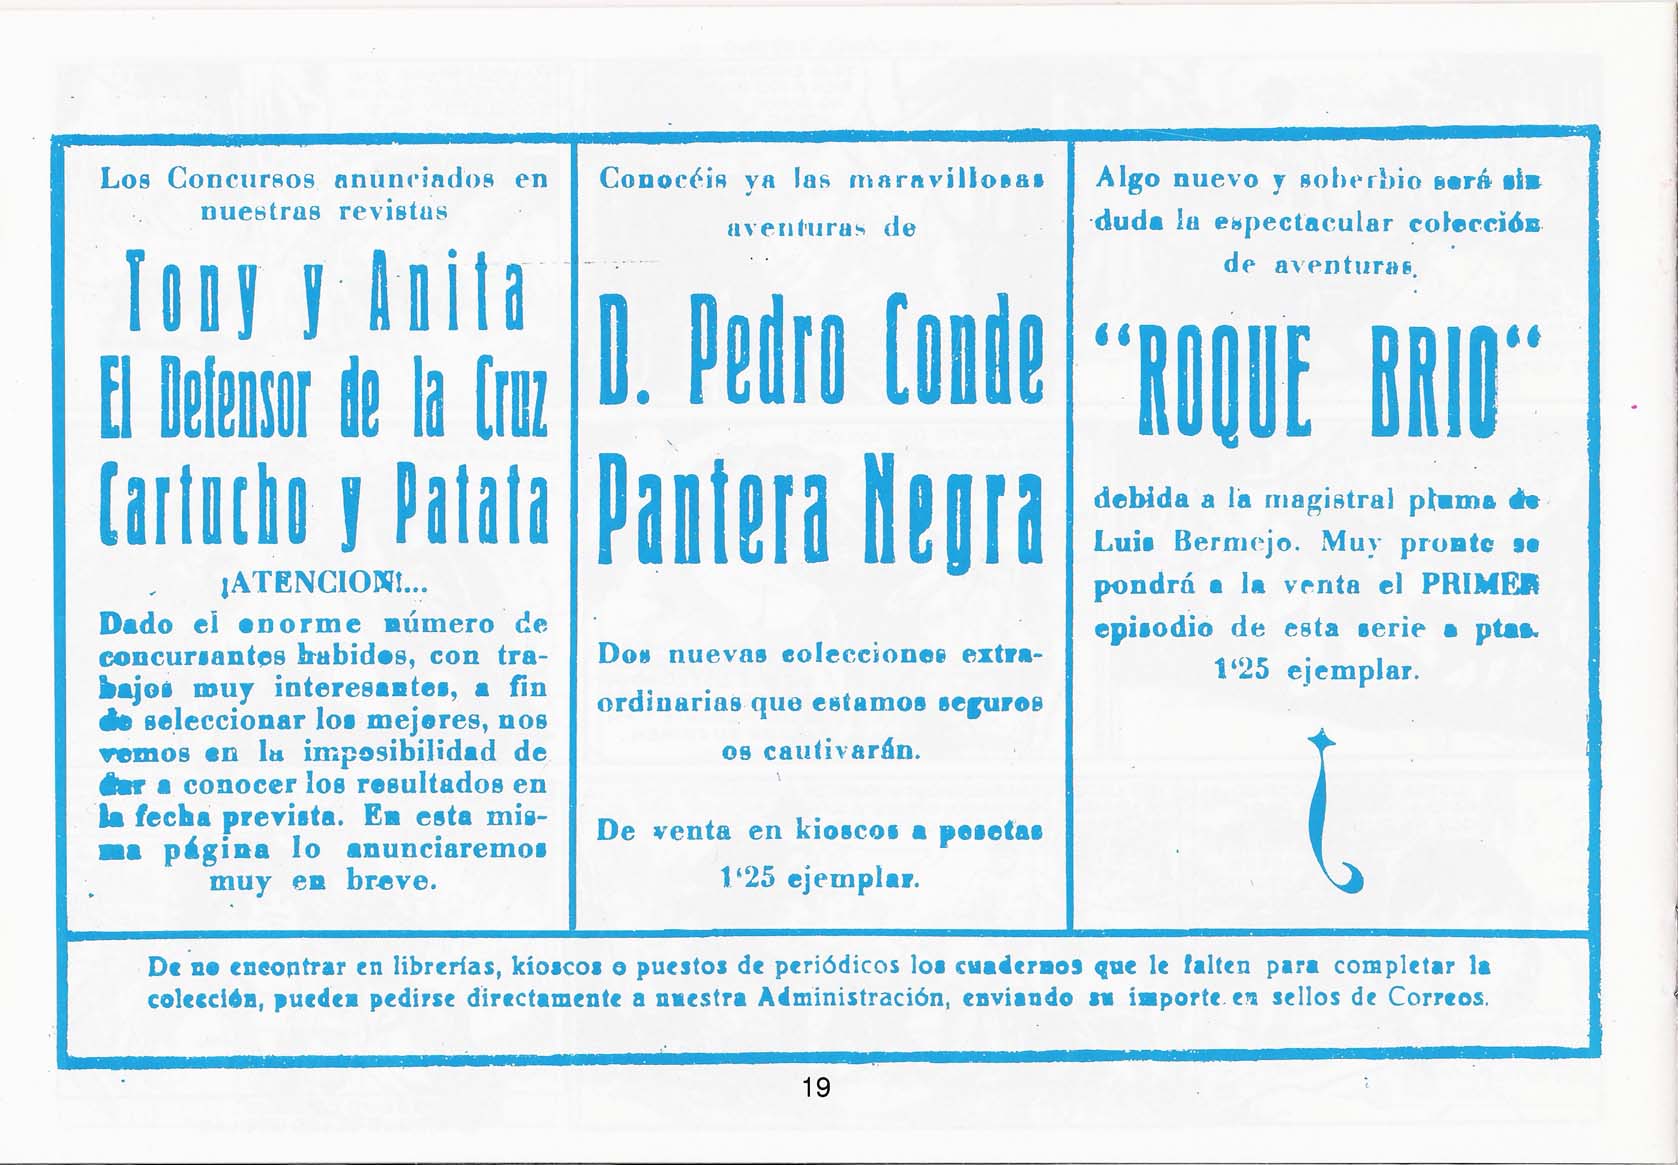 Los Concursos anunciados en
nuestras revistas
Tony y Anita
El Defensor de la Cruz
Cartucho y Patata
¡ATENCION!...
Dado el enorme número de
concursantes habidos, con tra-
bajos muy interesantes, a fin
de seleccionar los mejores, nos
vemos en la imposibilidad de
dar a conocer los resultados en
la fecha prevista. En esta mis-
ma página lo anunciaremos
muy en breve.
Conocéis ya las maravillosas
aventuras de
D. Pedro Conde
Pantera Negra
Dos nuevas colecciones extra-
ordinarias que estamos seguros
os cautivarán.
De venta en kioscos a pesetas
1‘25 ejemplar.
Algo nuevo y soberbio será sin
duda la espectacular colección
de aventuras.
“ROQUE BRIO“
debida a la magistral pluma de
Luis Bermejo. Muy pronto se
pondrá a la venta el PRIMER
episodio de esta serie a ptas.
1‘25 ejemplar.
De no encontrar en librerías, kioscos o puestos de periódicos los cuadernos que le falten para completar la
colección, pueden pedirse directamente a nuestra Administración, enviando su importe en sellos de Correos.
19